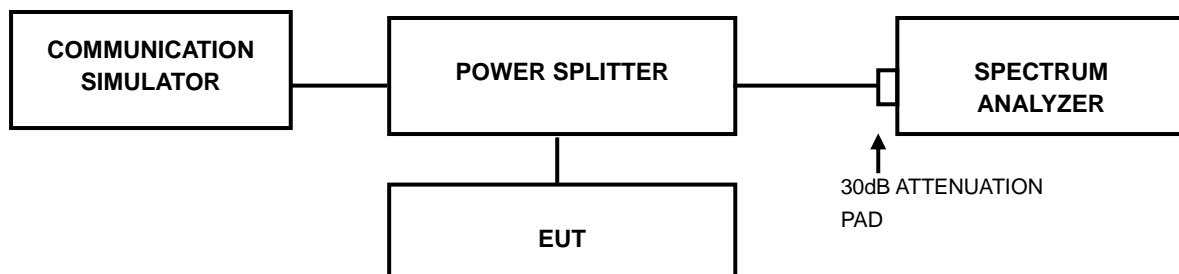 COMMUNICATION
SIMULATOR
POWER SPLITTER
SPECTRUM
ANALYZER
30dB ATTENUATION
PAD
EUT